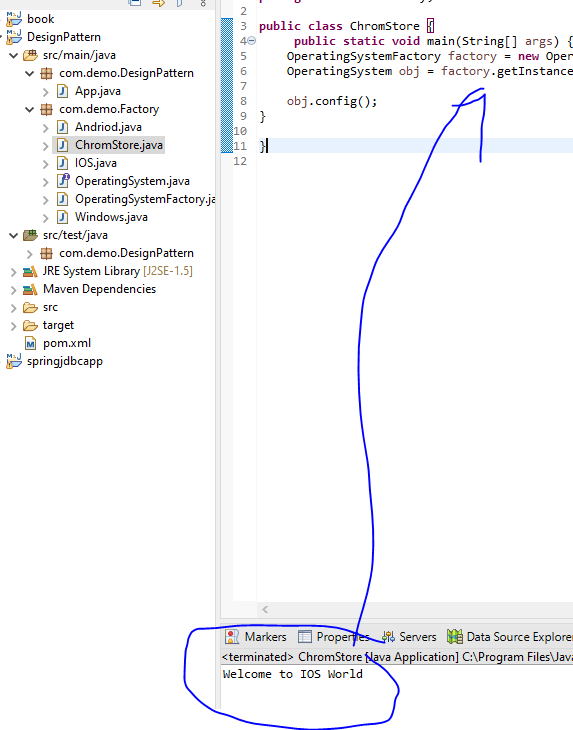 book
DesignPattern
src/main/java
com.demo.DesignPattern
App.java
com.demo.Factory
Andriod.java
ChromStore.java
IOS.java
OperatingSystem.java
OperatingSystemFactory.ja
Windows.java
src/test/java
com.demo.DesignPattern
JRE System Library [J2SE-1.5]
Maven Dependencies
src
target
pom.xml
springjdbcapp
2
3 public class ChromStore {
4 public static void main(String[] args) {
5 OperatingSystemFactory factory = new Oper
6 OperatingSystem obj = factory.getInstance
7
8 obj.config();
9 }
10
11 }
12
Markers Properties Servers Data Source Explorer
<terminated> ChromStore [Java Application] C:\Program Files\Java
Welcome to IOS World